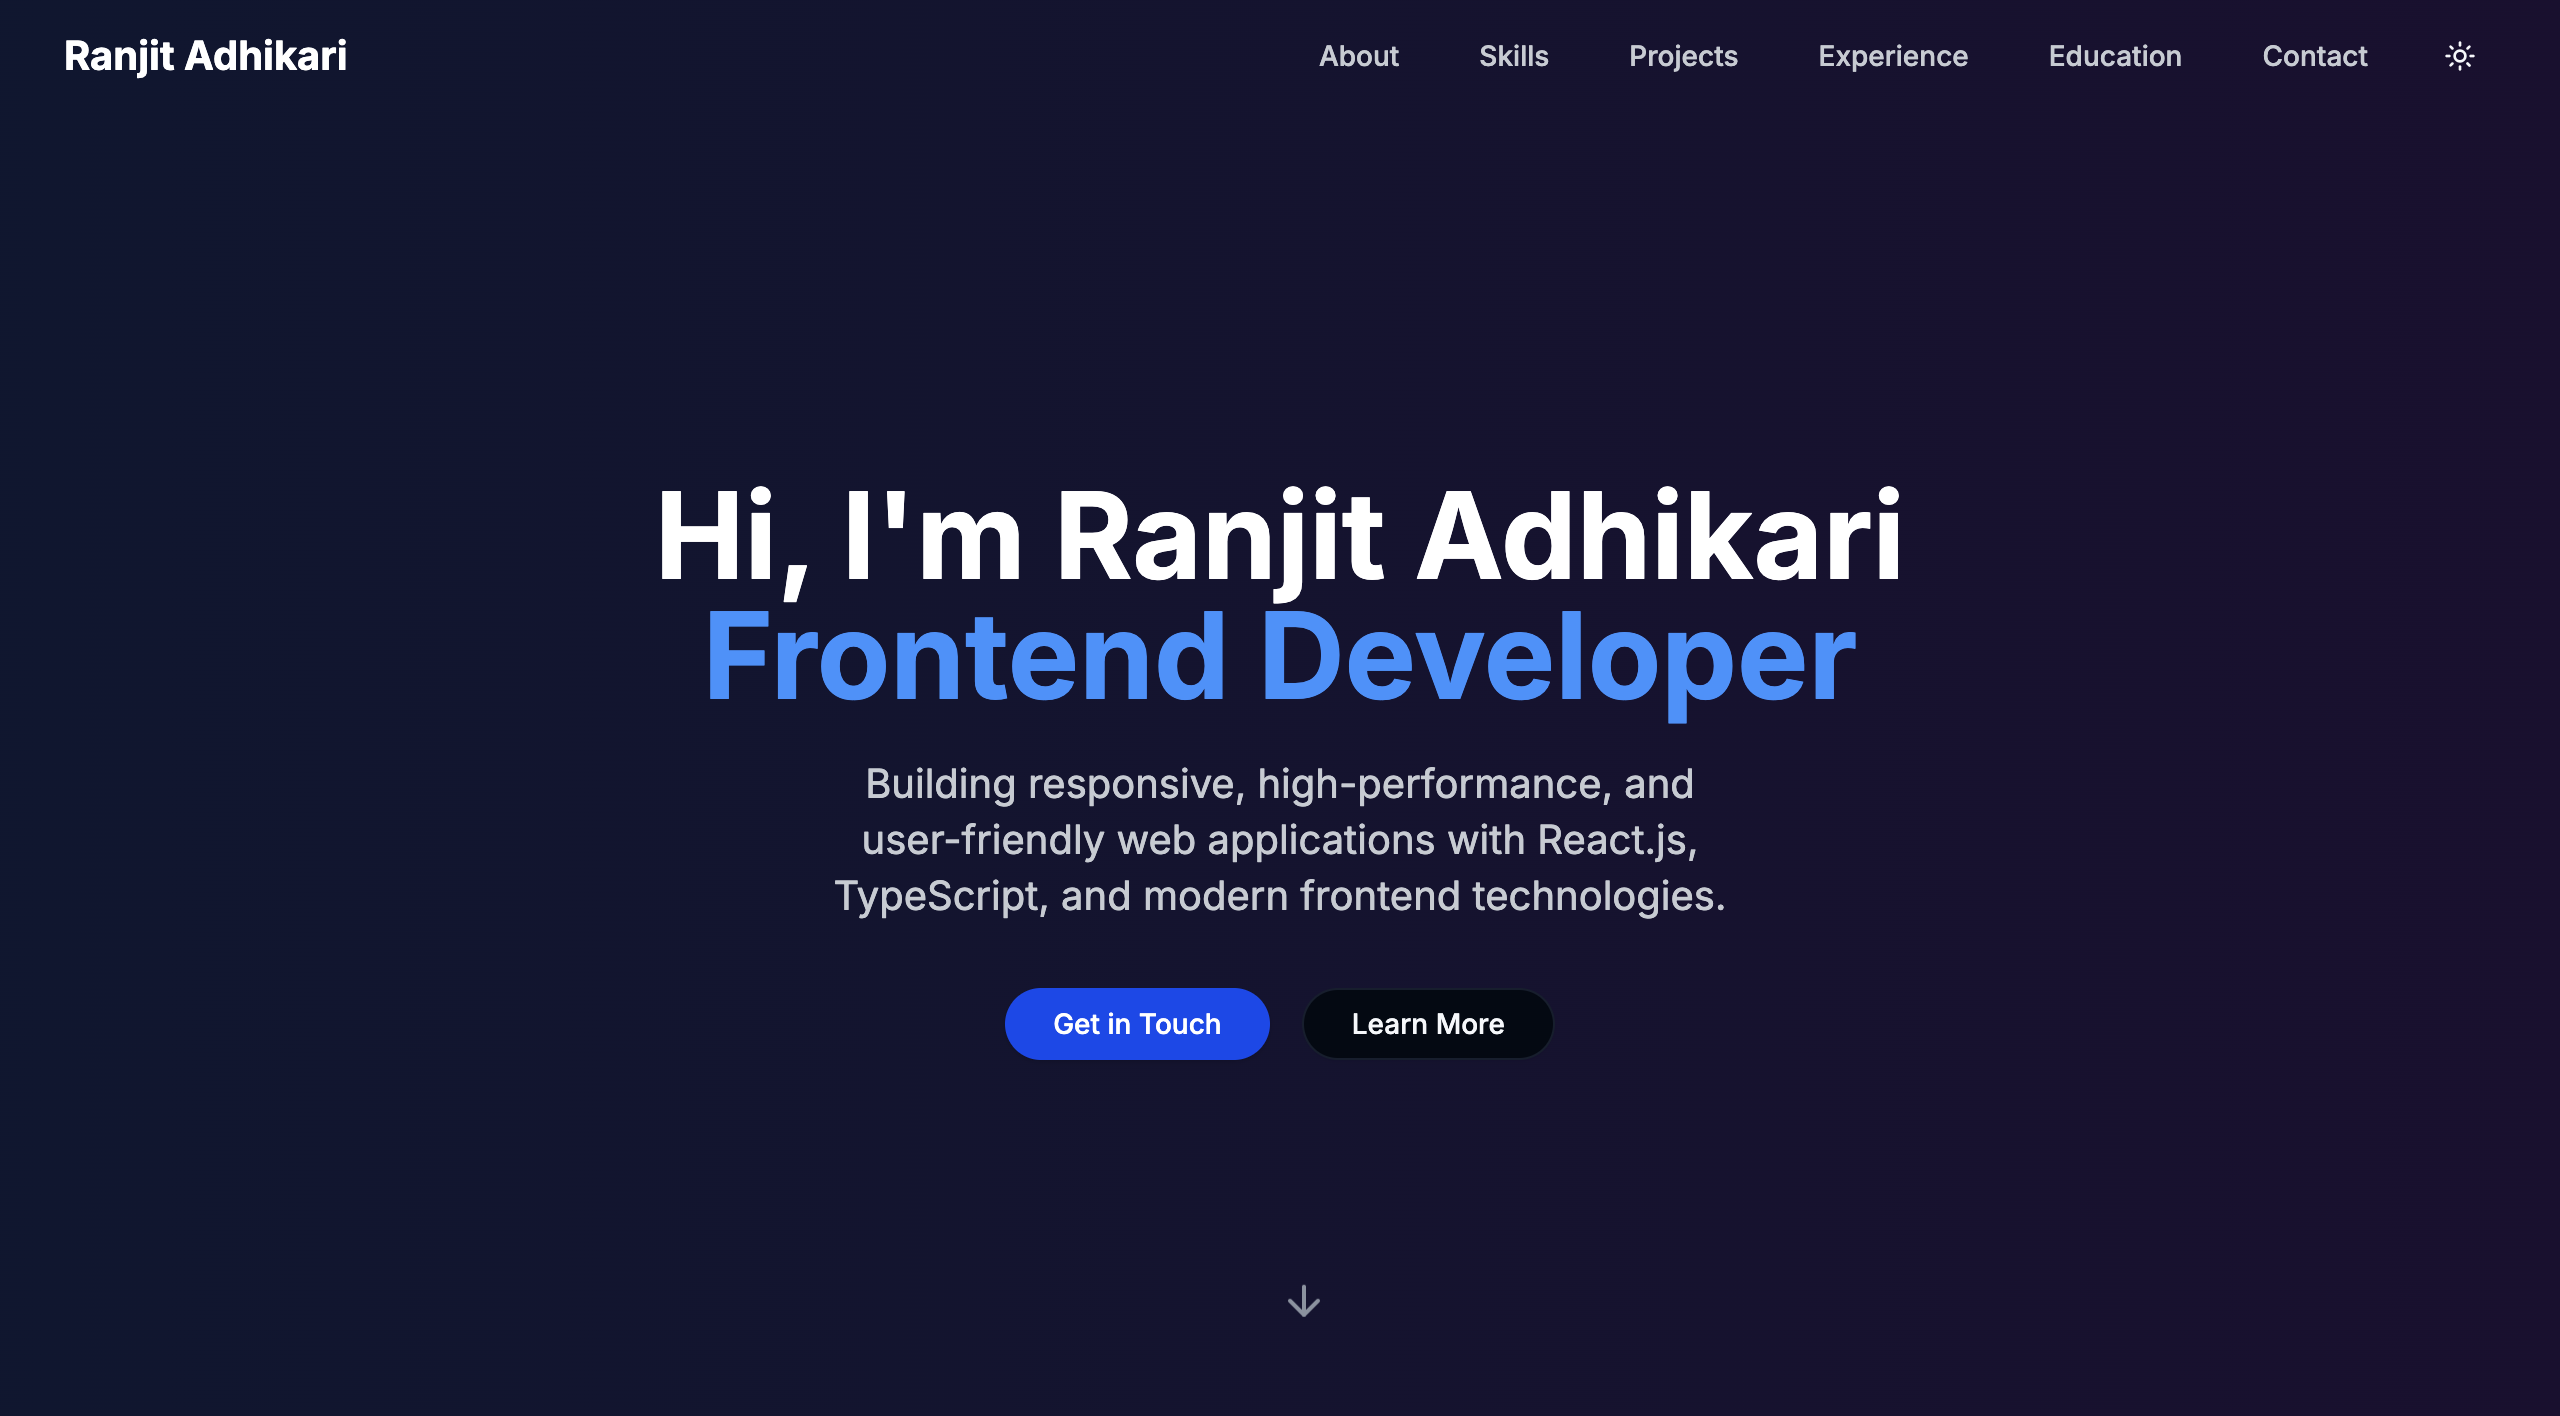 Ranjit Adhikari
About Skills Projects Experience Education Contact
Hi, I'm Ranjit Adhikari
Frontend Developer
Building responsive, high-performance, and
user-friendly web applications with React.js,
TypeScript, and modern frontend technologies.
Get in Touch
Learn More